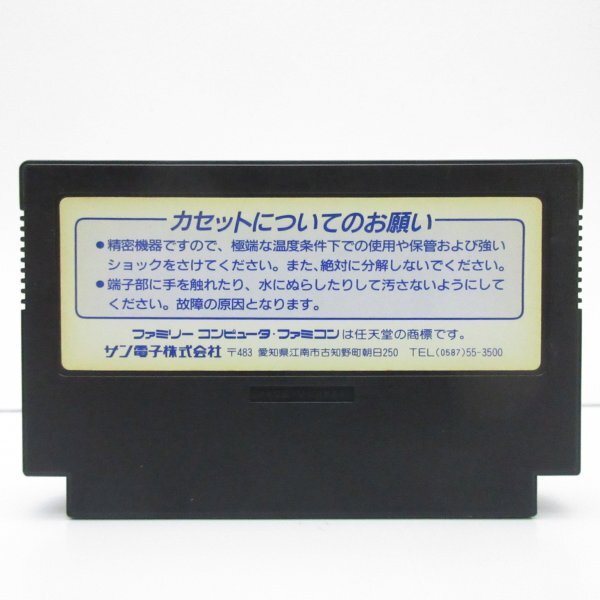 カセットについてのお願い
●精密機器ですので、極端な温度条件下での使用や保管および強い
ショックをさけてください。また、絶対に分解しないでください。
●端子部に手を触れたり、水にぬらしたりして汚さないようにして
ください。故障の原因となります。
ファミリー コンピュータ・ファミコンは任天堂の商標です。
サン電子株式会社 〒483 愛知県江南市古知野町朝日250 TEL(0587)55-3500